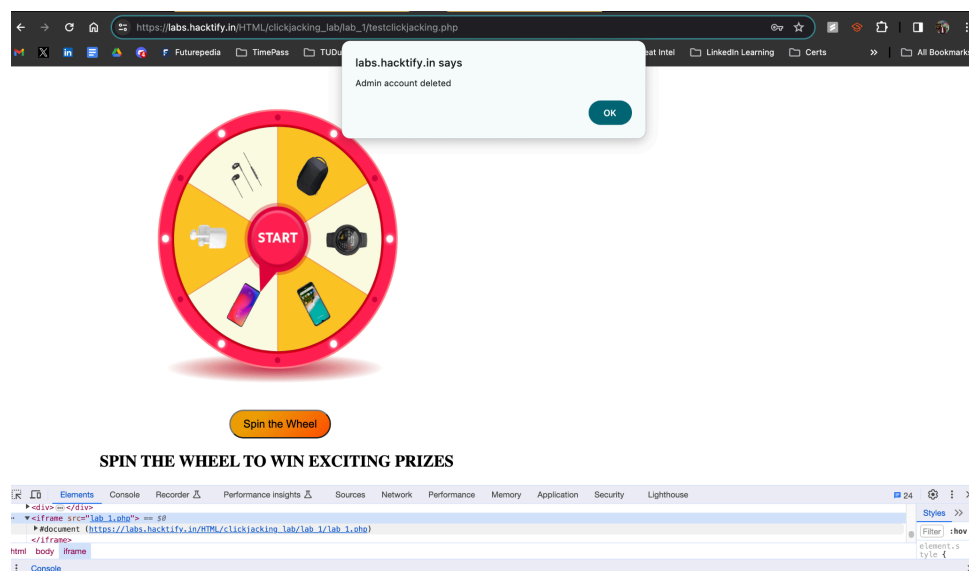 https://labs.hacktify.in/HTML/clickjacking_lab/lab_1/testclickjacking.php
Futurepedia TimePass eat Intel LinkedIn Learning Certs >> All Bookmarks
labs.hacktify.in says
Admin account deleted
OK
START
Spin the Wheel
SPIN THE WHEEL TO WIN EXCITING PRIZES
Elements Console Recorder Performance insights Sources Network Performance Memory Application Security Lighthouse 24
<div> … </div>
<iframe src="lab_1.php"> == $0
#document (https://labs.hacktify.in/HTML/clickjacking_lab/lab_1/lab_1.php)
</iframe>
html body iframe
Styles >>
Filter :hov
element.s
tyle {
Console